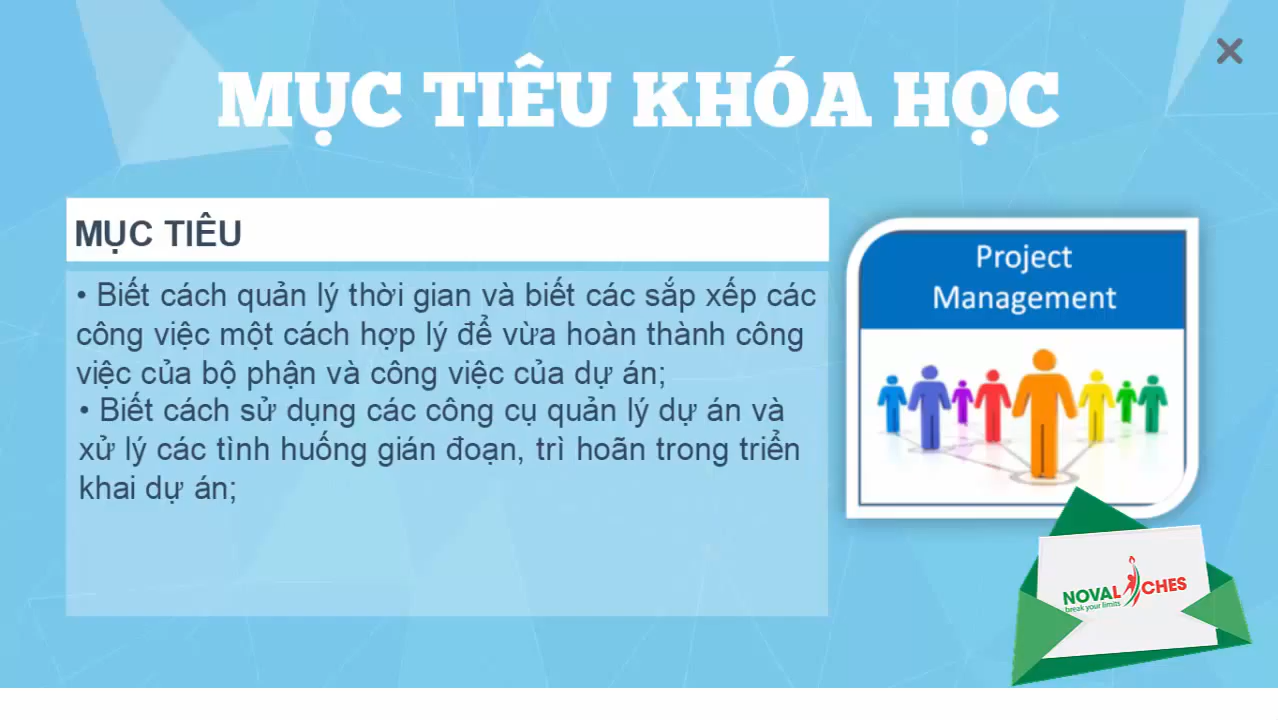 MỤC TIÊU KHÓA HỌC
MỤC TIÊU
• Biết cách quản lý thời gian và biết các sắp xếp các
công việc một cách hợp lý để vừa hoàn thành công
việc của bộ phận và công việc của dự án;
• Biết cách sử dụng các công cụ quản lý dự án và
xử lý các tình huống gián đoạn, trì hoãn trong triển
khai dự án;
Project
Management
NOVAL CHES
break your limits